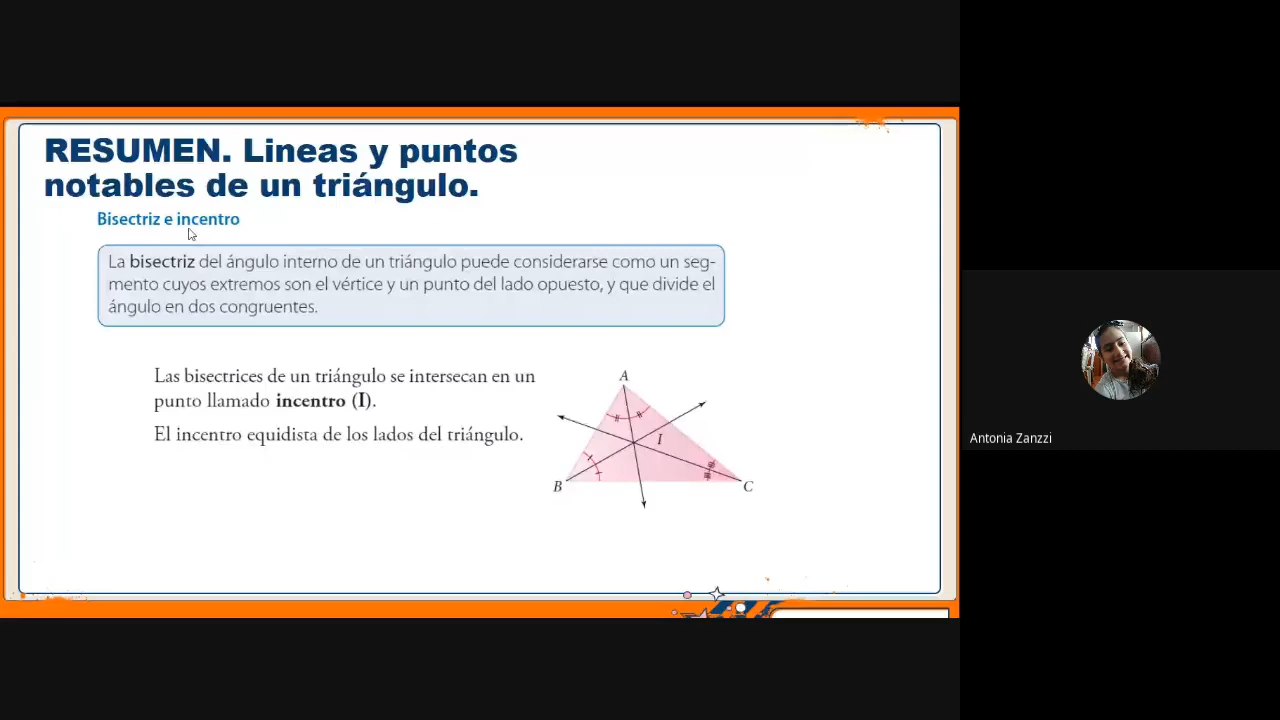 RESUMEN. Lineas y puntos
notables de un triángulo.
Bisectriz e incentro
La bisectriz del ángulo interno de un triángulo puede considerarse como un seg-
mento cuyos extremos son el vértice y un punto del lado opuesto, y que divide el
ángulo en dos congruentes.
Las bisectrices de un triángulo se intersecan en un
punto llamado incentro (I).
El incentro equidista de los lados del triángulo.
A
I
B
C
Antonia Zanzzi